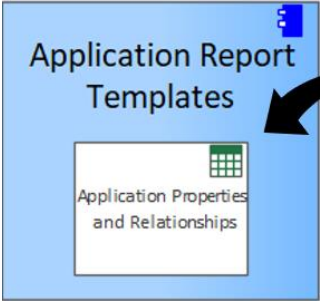 Application Report
Templates
Application Properties
and Relationships